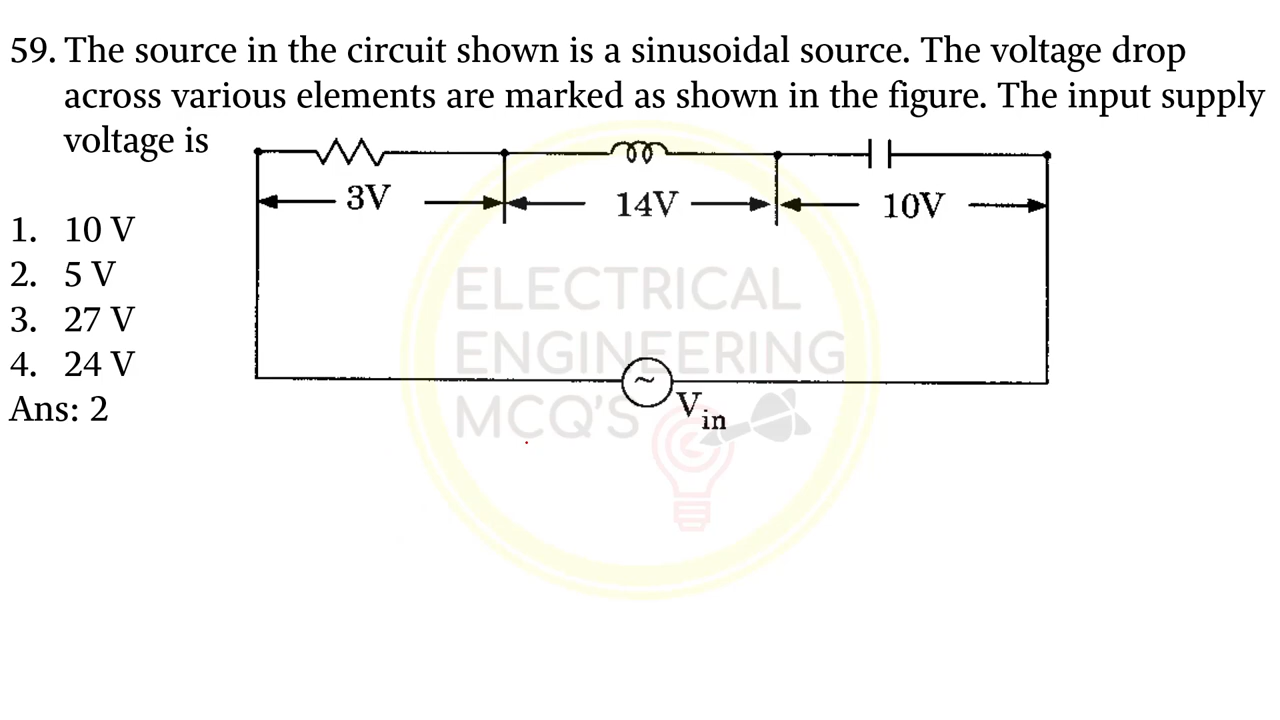 59. The source in the circuit shown is a sinusoidal source. The voltage drop
across various elements are marked as shown in the figure. The input supply
voltage is
3V
14V
10V
1. 10 V
2. 5 V
3. 27 V
4. 24 V
Ans: 2
~
Vin
ELECTRICAL
ENGINEERING
MCQ'S